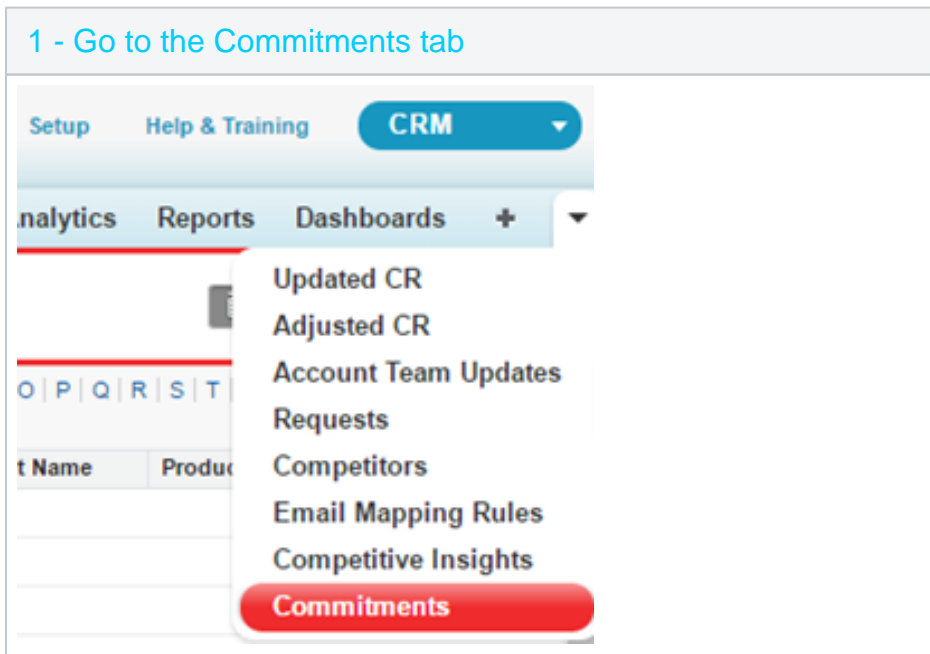 1 - Go to the Commitments tab
Setup Help & Training CRM
nalytics Reports Dashboards +
Updated CR
Adjusted CR
Account Team Updates
O | P | Q | R | S | T |
Requests
t Name Produc
Competitors
Email Mapping Rules
Competitive Insights
Commitments